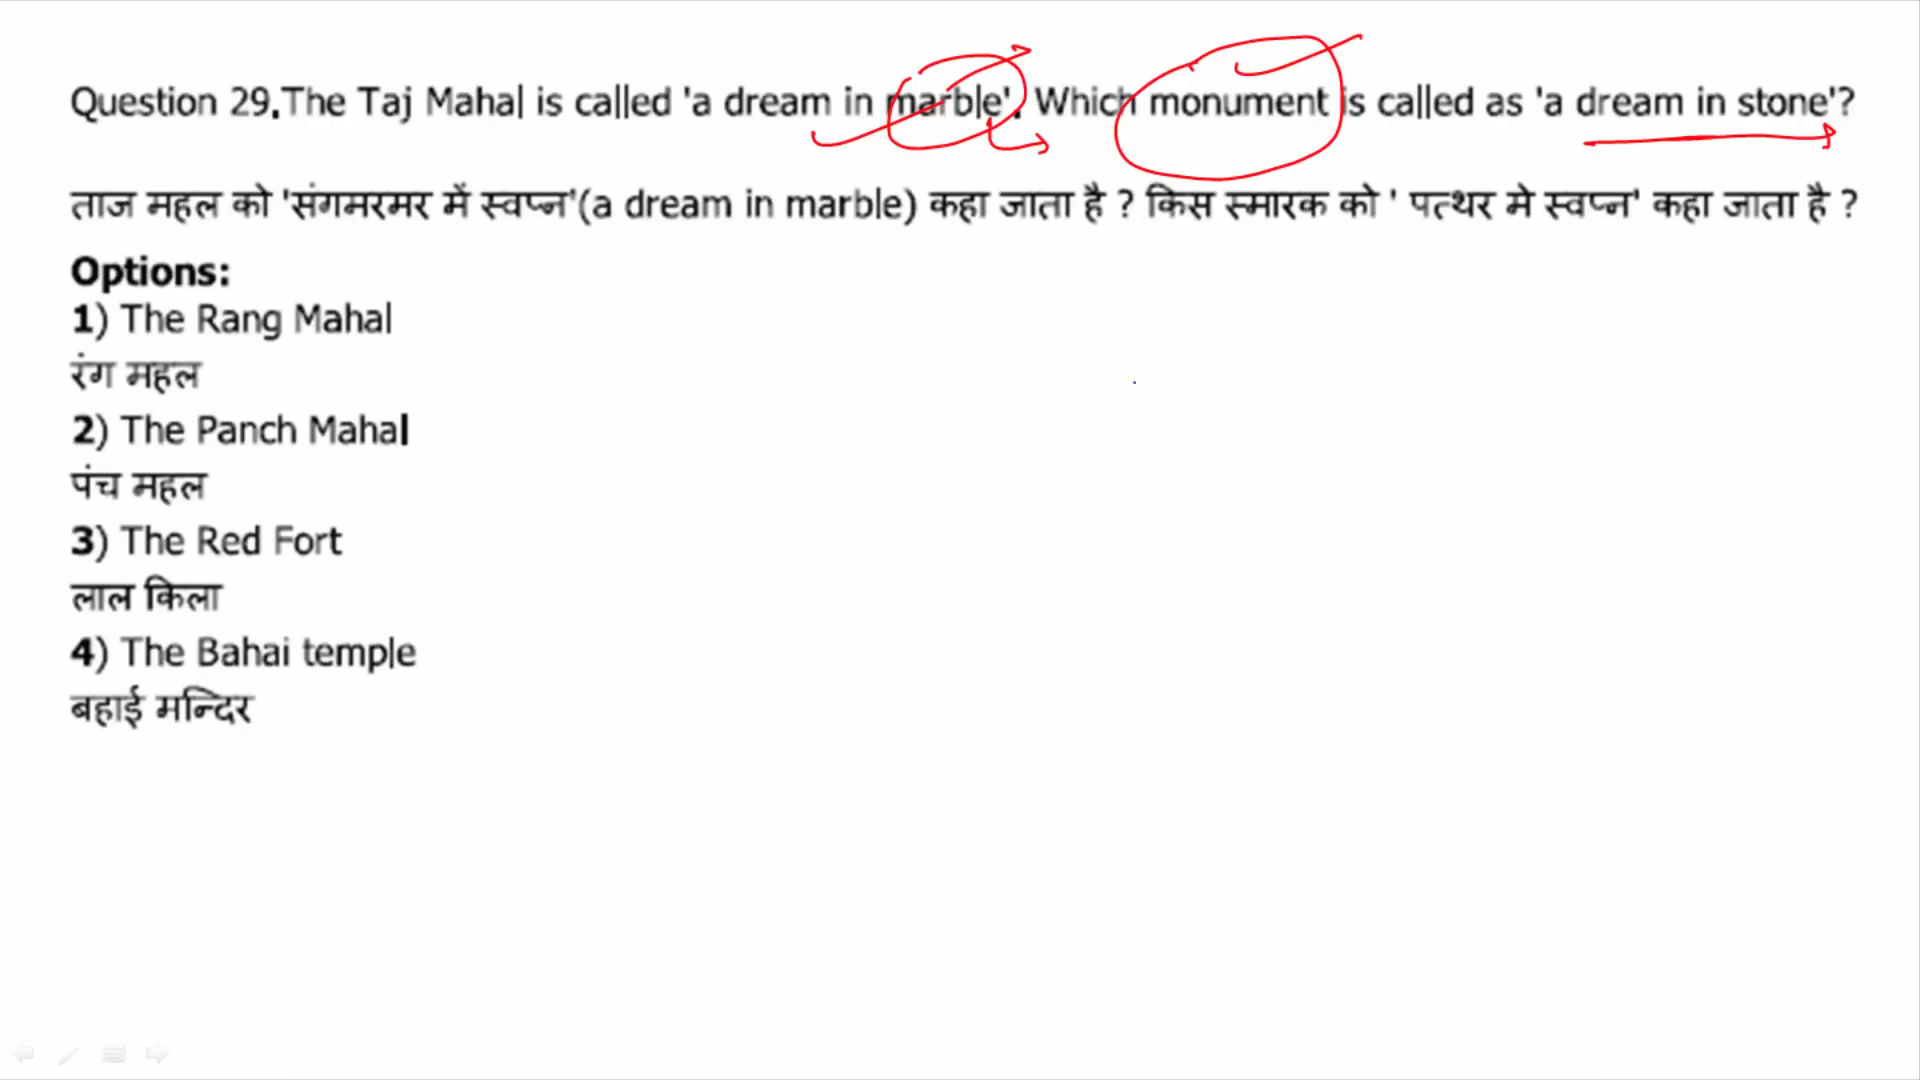 Question 29.The Taj Mahal is called 'a dream in marble'. Which monument is called as 'a dream in stone'?
ताज महल को 'संगमरमर में स्वप्न'(a dream in marble) कहा जाता है ? किस स्मारक को ' पत्थर मे स्वप्न' कहा जाता है ?
Options:
1) The Rang Mahal
रंग महल
2) The Panch Mahal
पंच महल
3) The Red Fort
लाल किला
4) The Bahai temple
बहाई मन्दिर